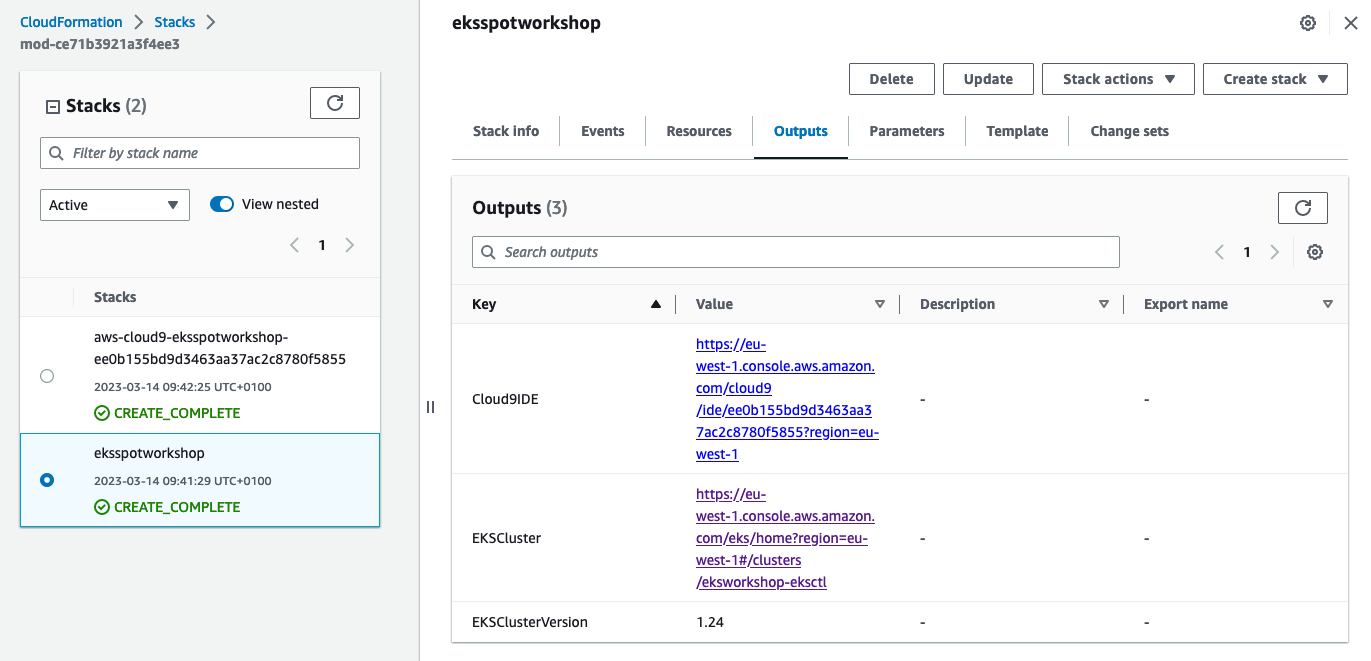 CloudFormation > Stacks >
mod-ce71b3921a3f4ee3
Stacks (2)
Filter by stack name
Active
View nested
1
Stacks
aws-cloud9-eksspotworkshop-
ee0b155bd9d3463aa37ac2c8780f5855
2023-03-14 09:42:25 UTC+0100
CREATE_COMPLETE
eksspotworkshop
2023-03-14 09:41:29 UTC+0100
CREATE_COMPLETE
eksspotworkshop
Delete Update Stack actions Create stack
Stack info Events Resources Outputs Parameters Template Change sets
Outputs (3)
Search outputs
1
Key Value Description Export name
Cloud9IDE
https://eu-
west-1.console.aws.amazon.
com/cloud9
/ide/ee0b155bd9d3463aa3
7ac2c8780f5855?region=eu-
west-1
-
-
EKSCluster
https://eu-
west-1.console.aws.amazon.
com/eks/home?region=eu-
west-1#/clusters
/eksworkshop-eksctl
-
-
EKSClusterVersion 1.24 - -